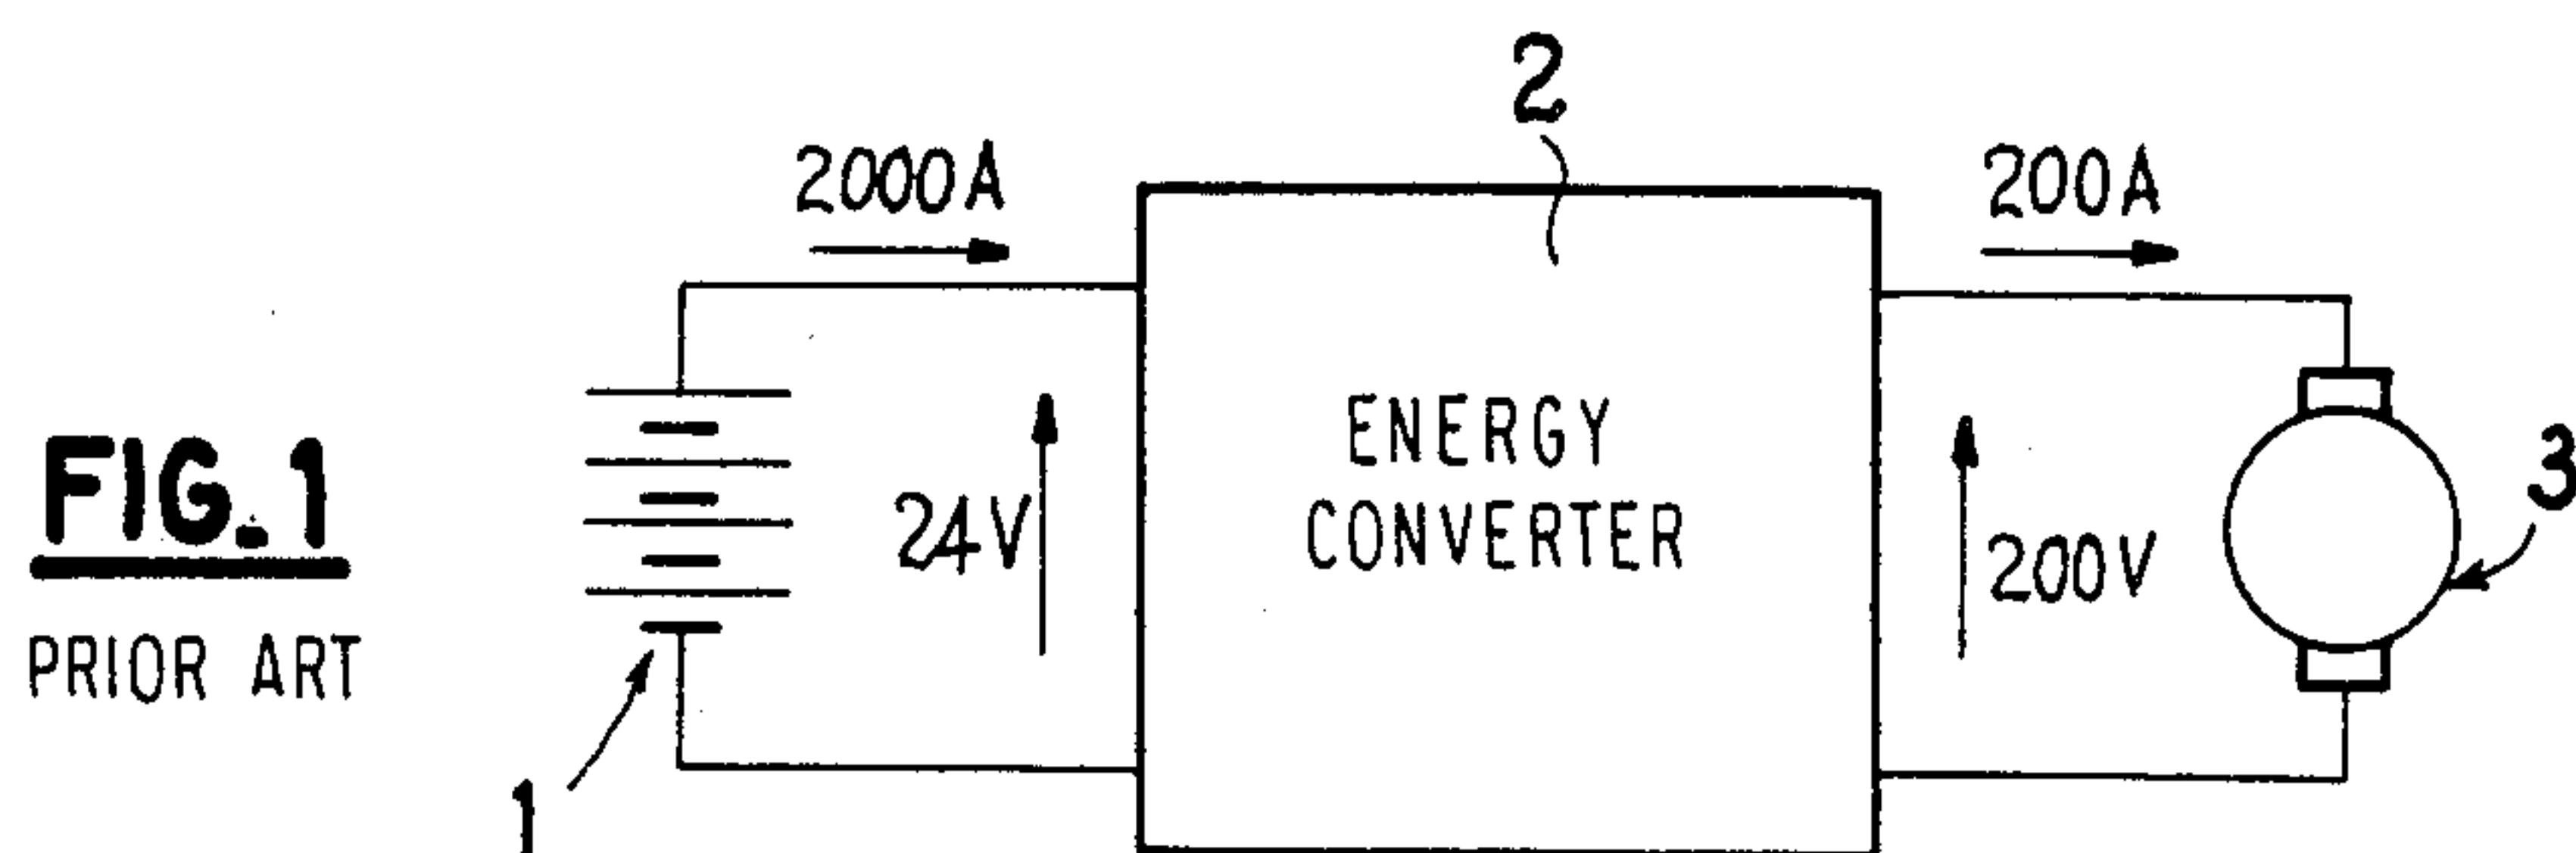 2
2000A
200A
ENERGY
CONVERTER
24V
200V
3
FIG.1
PRIOR ART
1